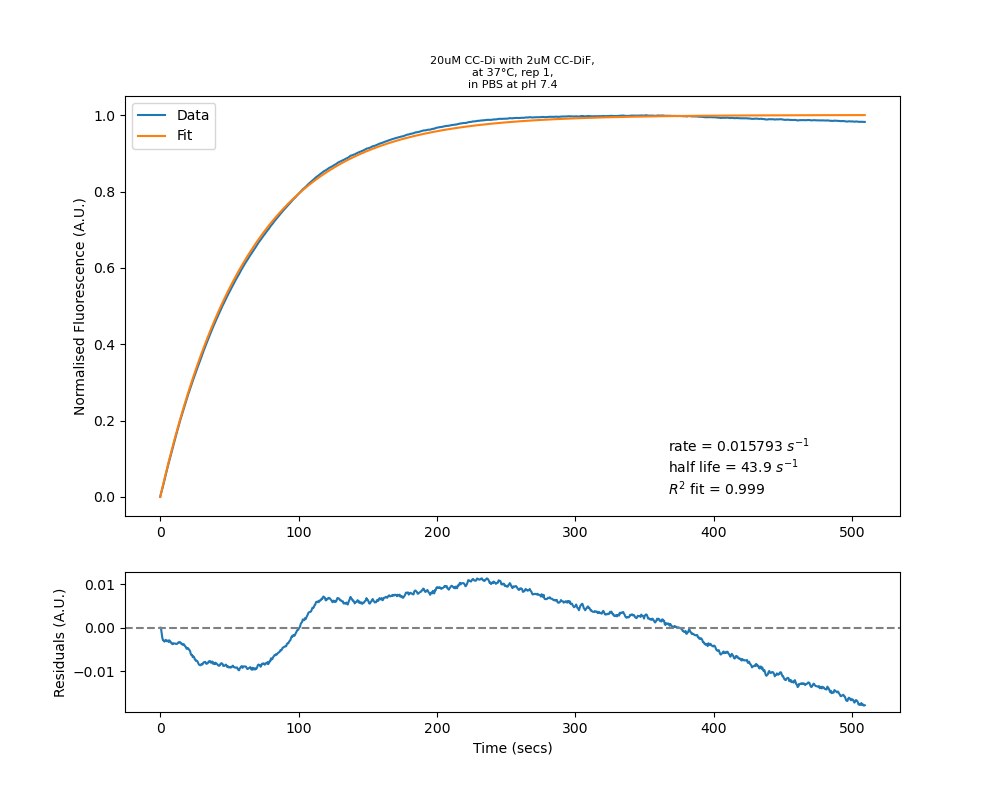 20uM CC-Di with 2uM CC-DiF,
at 37°C, rep 1,
in PBS at pH 7.4
Data
Fit
Normalised Fluorescence (A.U.)
1.0
0.8
0.6
0.4
0.2
0.0
rate = 0.015793 s⁻¹
half life = 43.9 s⁻¹
R² fit = 0.999
0 100 200 300 400 500
Residuals (A.U.)
0.01
0.00
−0.01
0 100 200 300 400 500
Time (secs)